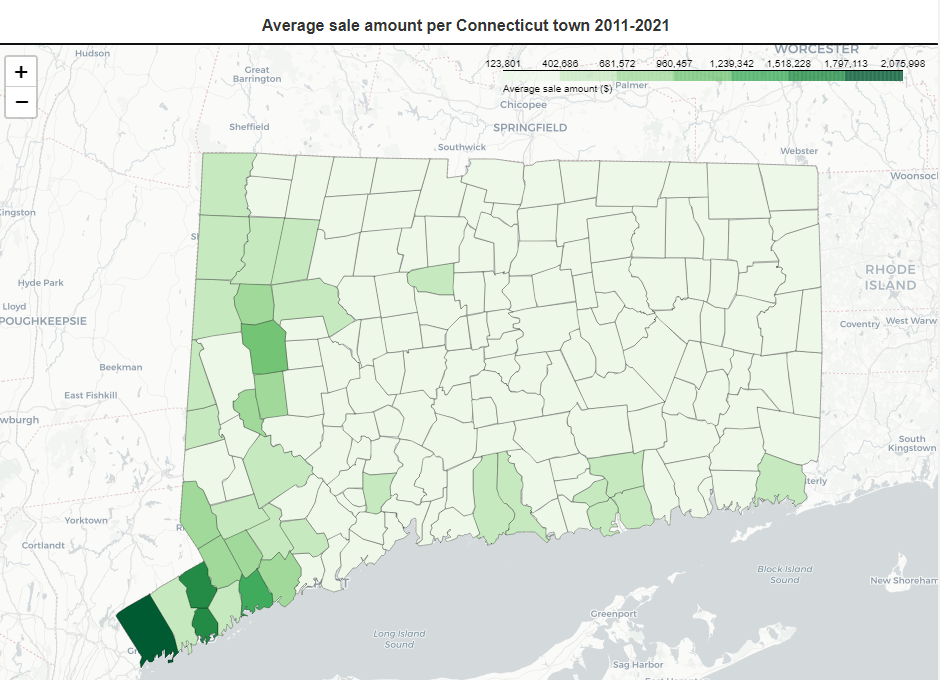 Average sale amount per Connecticut town 2011-2021
+
−
Hudson
WORCESTER
123,801 402,686 681,572 960,457 1,239,342 1,518,228 1,797,113 2,075,998
Great
Barrington
Average sale amount ($)
Palmer
Chicopee
Sheffield
SPRINGFIELD
Southwick
Webster
Woonsoc
Kingston
RHODE
ISLAND
Hyde Park
Lloyd
POUGHKEEPSIE
Coventry
West Warw
Beekman
East Fishkill
wburgh
South
Kingstown
terly
Yorktown
Cortlandt
Block Island
Sound
New Shoreham
Greenport
Long Island
Sound
Sag Harbor